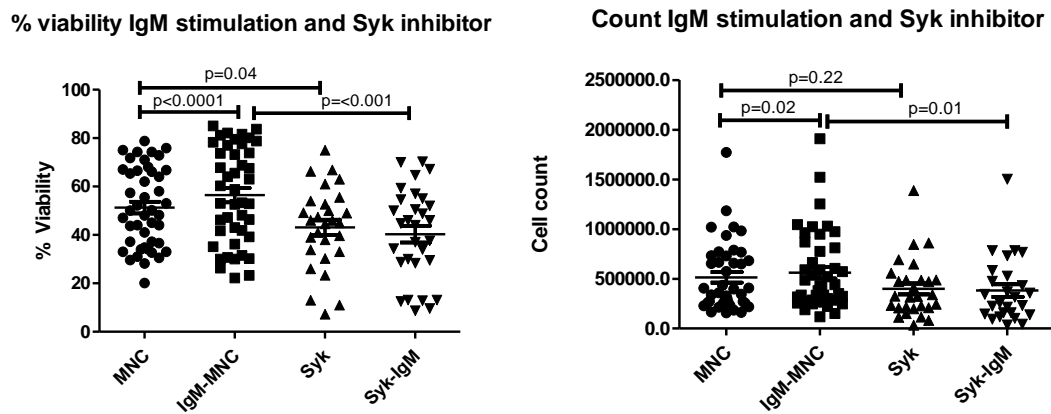 % viability IgM stimulation and Syk inhibitor
p=0.04
p<0.0001
p=<0.001
100
80
60
40
20
0
% Viability
MNC
IgM-MNC
Syk
Syk-IgM
Count IgM stimulation and Syk inhibitor
p=0.22
p=0.02
p=0.01
2500000.0
2000000.0
1500000.0
1000000.0
500000.0
0.0
Cell count
MNC
IgM-MNC
Syk
Syk-IgM